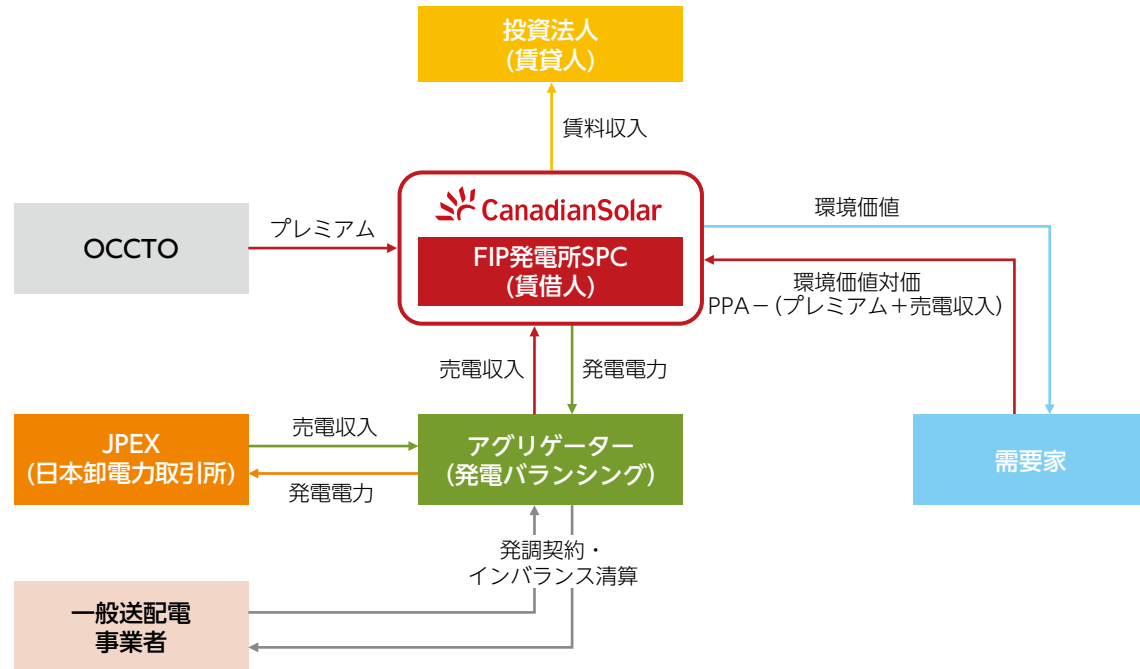 投資法人
(賃貸人)
賃料収入
CanadianSolar
FIP発電所SPC
(賃借人)
OCCTO
プレミアム
環境価値
環境価値対価
PPA－(プレミアム＋売電収入)
売電収入
発電電力
JPEX
(日本卸電力取引所)
売電収入
発電電力
アグリゲーター
(発電バランシング)
需要家
発調契約・
インバランス清算
一般送配電
事業者